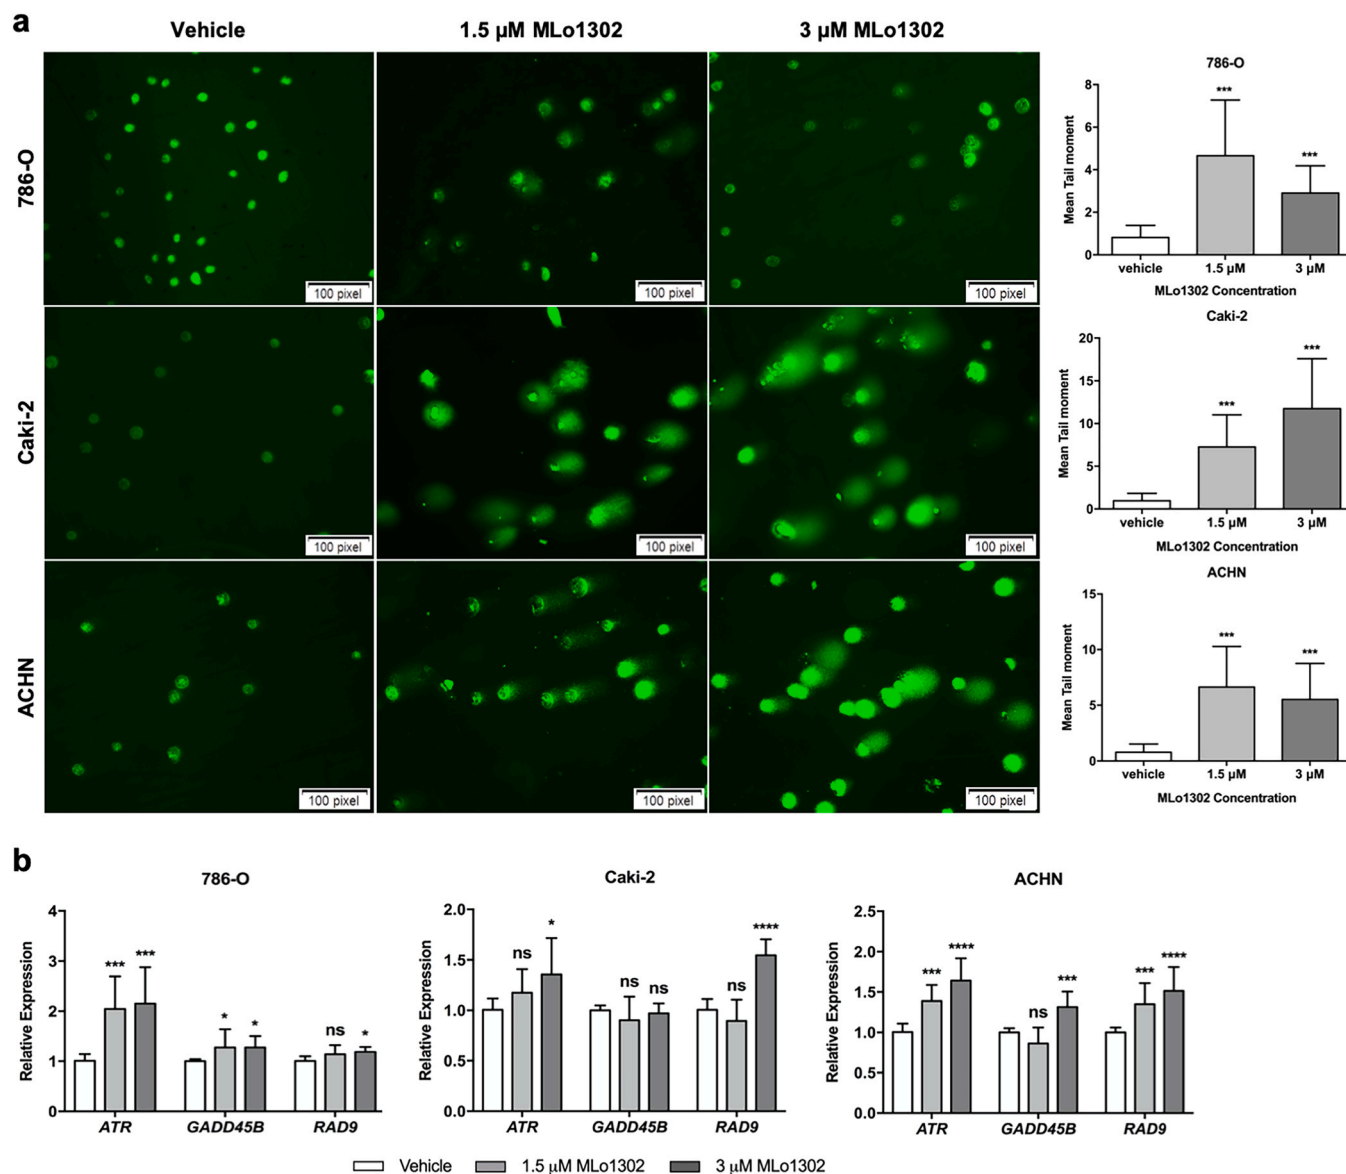 a
Vehicle
1.5 µM MLo1302
3 µM MLo1302
786-O
100 pixel
100 pixel
100 pixel
Caki-2
100 pixel
100 pixel
100 pixel
ACHN
100 pixel
100 pixel
100 pixel
786-O
Mean Tail moment
8
6
4
2
0
***
***
vehicle
1.5 µM
3 µM
MLo1302 Concentration
Caki-2
Mean Tail moment
20
15
10
5
0
***
***
vehicle
1.5 µM
3 µM
MLo1302 Concentration
ACHN
Mean Tail moment
15
10
5
0
***
***
vehicle
1.5 µM
3 µM
MLo1302 Concentration
b
786-O
Relative Expression
4
3
2
1
0
*** *** * * ns *
ATR GADD45B RAD9
Caki-2
Relative Expression
2.0
1.5
1.0
0.5
0.0
ns * ns ns ns ****
ATR GADD45B RAD9
ACHN
Relative Expression
2.5
2.0
1.5
1.0
0.5
0.0
*** **** ns *** *** ****
ATR GADD45B RAD9
Vehicle 1.5 µM MLo1302 3 µM MLo1302